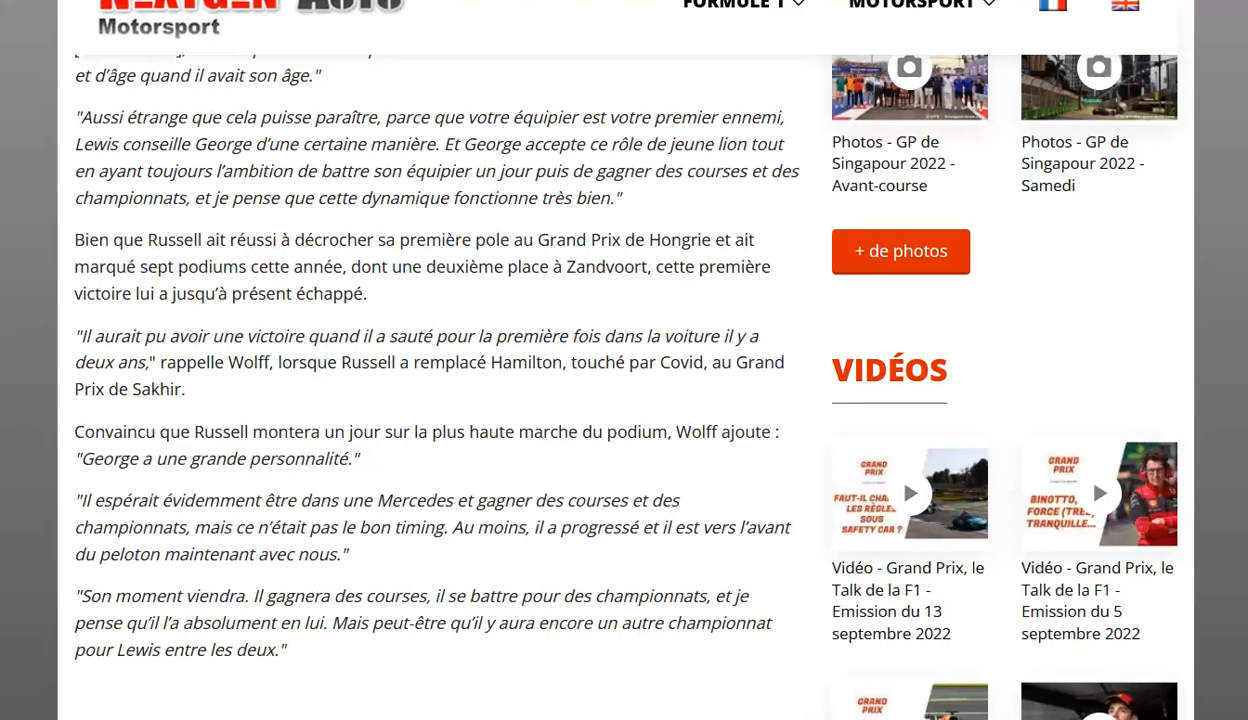 Motorsport
FORMULE 1
MOTORSPORT
et d’âge quand il avait son âge."
"Aussi étrange que cela puisse paraître, parce que votre équipier est votre premier ennemi,
Lewis conseille George d’une certaine manière. Et George accepte ce rôle de jeune lion tout
en ayant toujours l’ambition de battre son équipier un jour puis de gagner des courses et des
championnats, et je pense que cette dynamique fonctionne très bien."
Bien que Russell ait réussi à décrocher sa première pole au Grand Prix de Hongrie et ait
marqué sept podiums cette année, dont une deuxième place à Zandvoort, cette première
victoire lui a jusqu’à présent échappé.
"Il aurait pu avoir une victoire quand il a sauté pour la première fois dans la voiture il y a
deux ans," rappelle Wolff, lorsque Russell a remplacé Hamilton, touché par Covid, au Grand
Prix de Sakhir.
Convaincu que Russell montera un jour sur la plus haute marche du podium, Wolff ajoute :
"George a une grande personnalité."
"Il espérait évidemment être dans une Mercedes et gagner des courses et des
championnats, mais ce n’était pas le bon timing. Au moins, il a progressé et il est vers l’avant
du peloton maintenant avec nous."
"Son moment viendra. Il gagnera des courses, il se battre pour des championnats, et je
pense qu’il l’a absolument en lui. Mais peut-être qu’il y aura encore un autre championnat
pour Lewis entre les deux."
Photos - GP de
Singapour 2022 -
Avant-course
Photos - GP de
Singapour 2022 -
Samedi
+ de photos
VIDÉOS
GRAND
PRIX
FAUT-IL
LES RÈGLES
SOUS
SAFETY CAR ?
GRAND
PRIX
BINOTTO,
FORCE
TRANQUILLE...
Vidéo - Grand Prix, le
Talk de la F1 -
Emission du 13
septembre 2022
Vidéo - Grand Prix, le
Talk de la F1 -
Emission du 5
septembre 2022
GRAND
PRIX